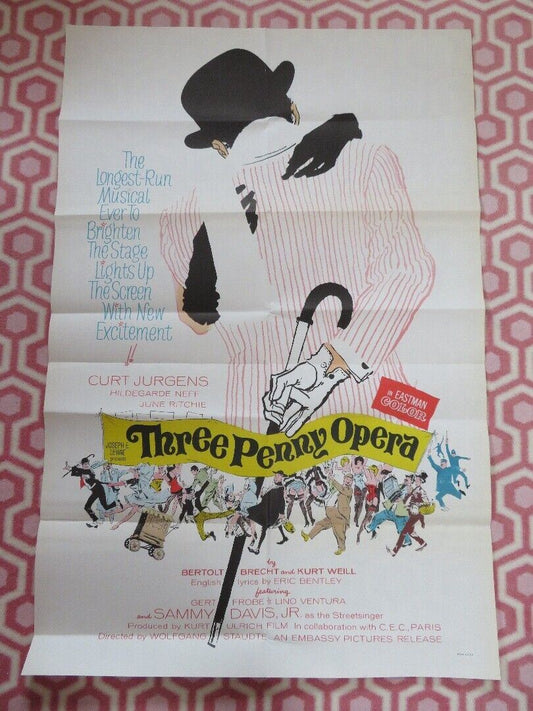 The
Longest-Run
Musical
Ever To
Brighten
The Stage
Lights Up
The Screen
With New
Excitement
!!
CURT JURGENS
HILDEGARDE NEFF
JUNE RITCHIE
in EASTMAN
COLOR
JOSEPH E.
LEVINE
Three Penny Opera
by
BERTOLT BRECHT and KURT WEILL
English lyrics by ERIC BENTLEY
featuring
GERT FROBE & LINO VENTURA
and SAMMY DAVIS, JR. as the Streetsinger
Produced by KURT ULRICH FILM In collaboration with C.E.C., PARIS
Directed by WOLFGANG STAUDTE AN EMBASSY PICTURES RELEASE